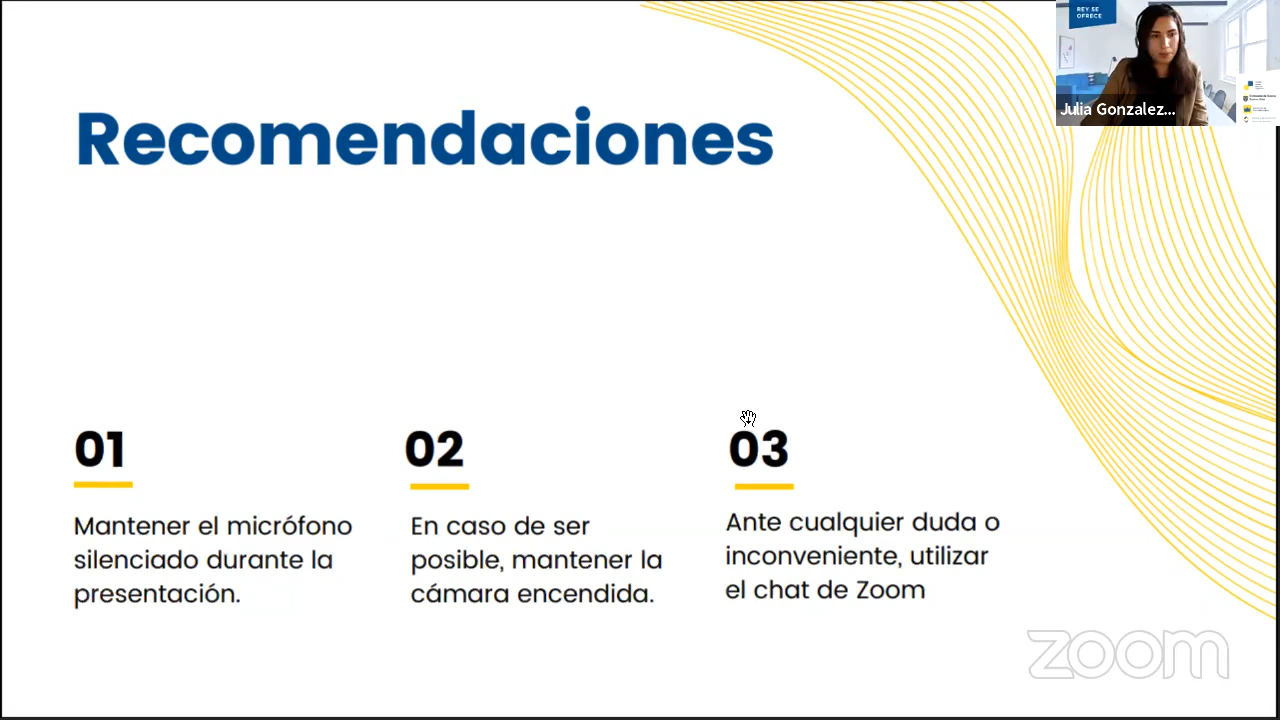 REY SE
OFRECE
Julia Gonzalez...
Recomendaciones
01
Mantener el micrófono
silenciado durante la
presentación.
02
En caso de ser
posible, mantener la
cámara encendida.
03
Ante cualquier duda o
inconveniente, utilizar
el chat de Zoom
zoom